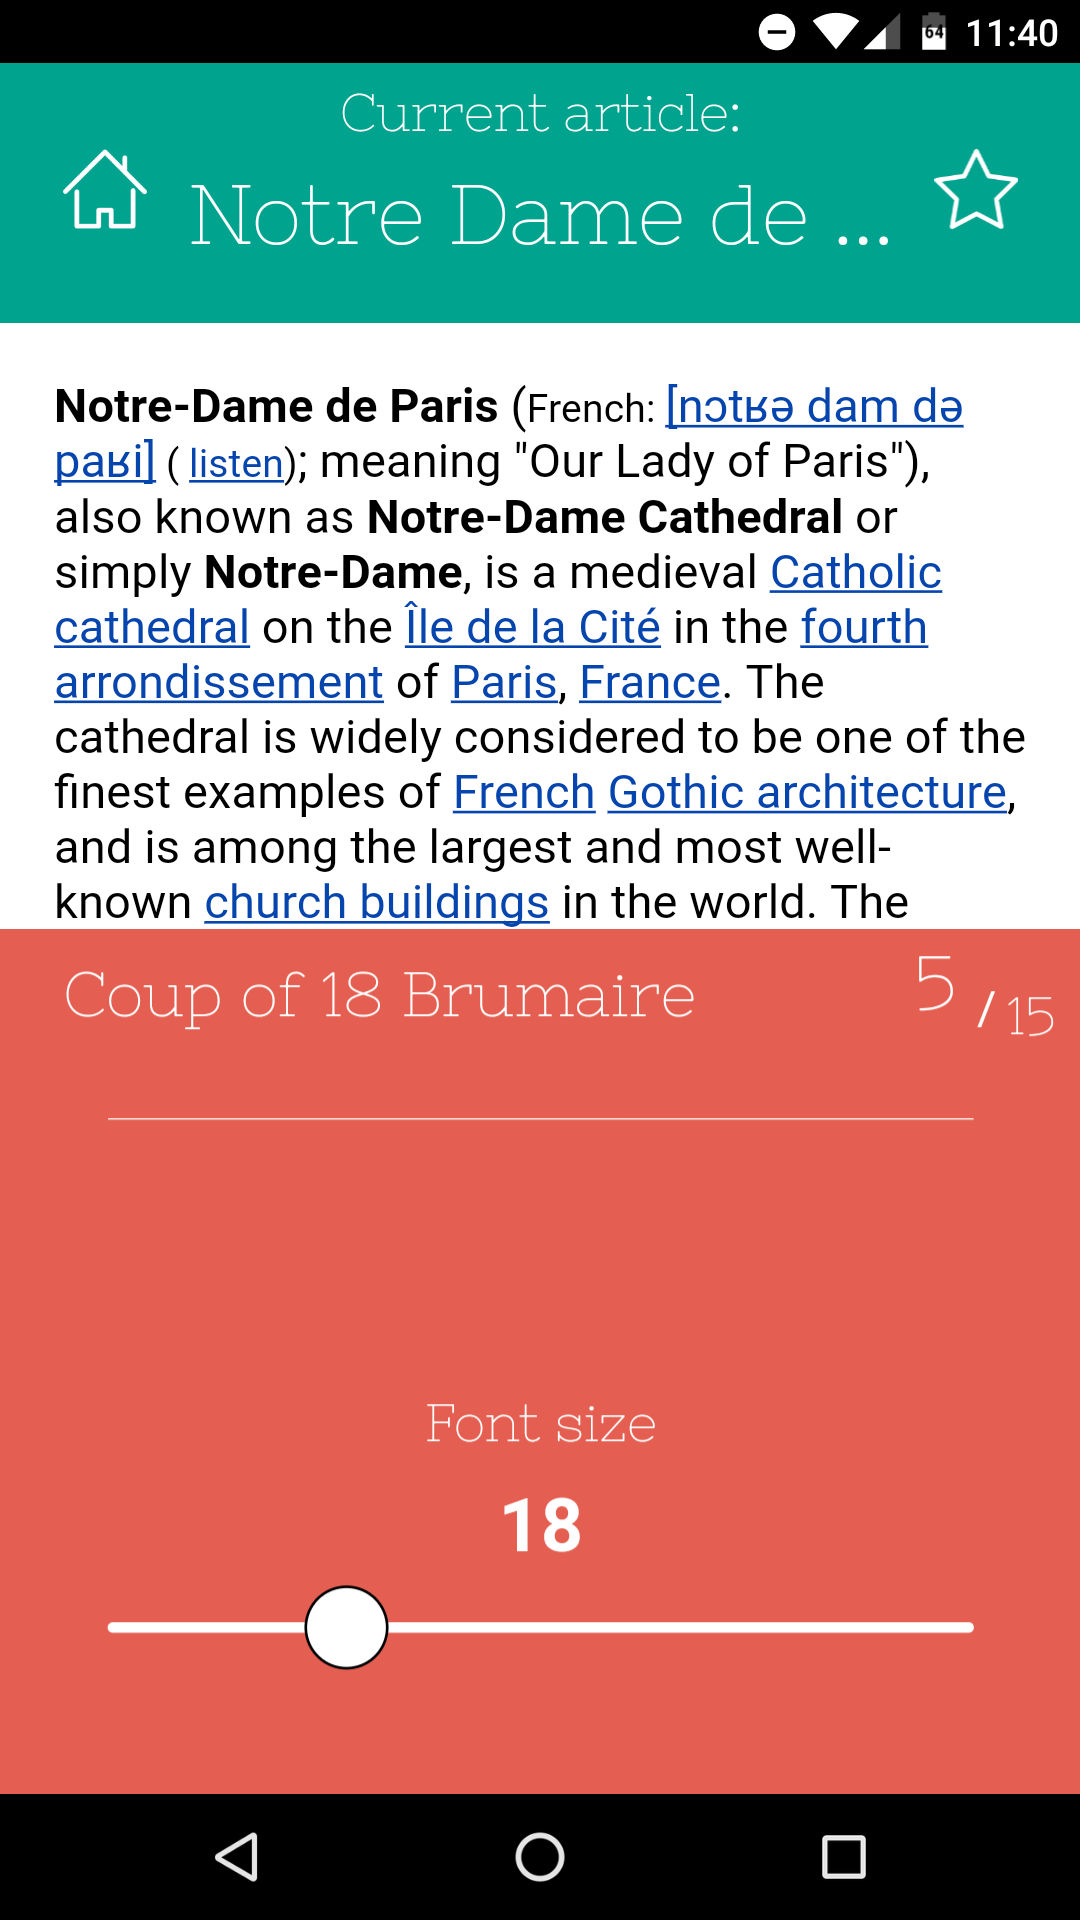 64 11:40
Current article:
Notre Dame de ...
Notre-Dame de Paris (French: [nɔtʁə dam də
paʁi] ( listen); meaning "Our Lady of Paris"),
also known as Notre-Dame Cathedral or
simply Notre-Dame, is a medieval Catholic
cathedral on the Île de la Cité in the fourth
arrondissement of Paris, France. The
cathedral is widely considered to be one of the
finest examples of French Gothic architecture,
and is among the largest and most well-
known church buildings in the world. The
Coup of 18 Brumaire 5 / 15
Font size
18